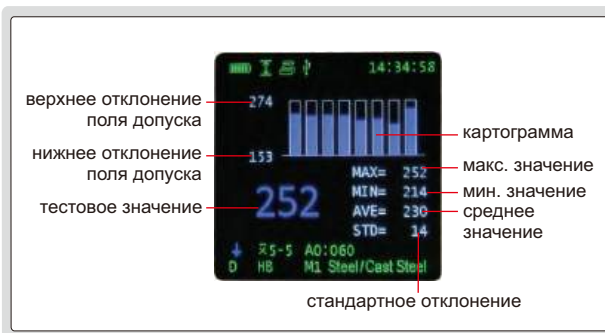 14:34:58
верхнее отклонение
поля допуска
274
картограмма
нижнее отклонение
поля допуска
153
MAX= 252
макс. значение
тестовое значение
252
MIN= 214
мин. значение
AVE= 230
среднее
значение
STD= 14
5-5 A0:060
D HB M1 Steel/Cast Steel
стандартное отклонение